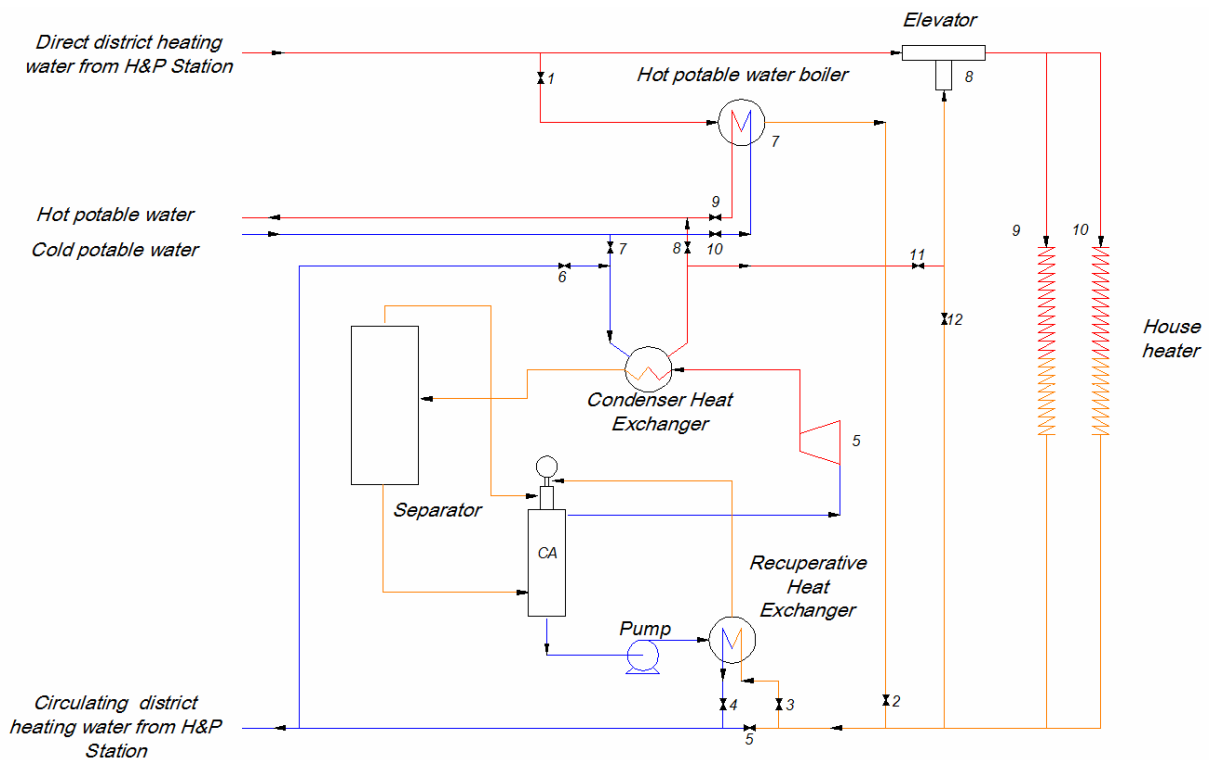 Elevator
Direct district heating
water from H&P Station
Hot potable water boiler
1
8
7
Hot potable water
9
Cold potable water
7
8
10
9
10
6
11
12
House
heater
Condenser Heat
Exchanger
5
Separator
CA
Recuperative
Heat
Exchanger
Pump
Circulating district
heating water from H&P
Station
4
3
2
5